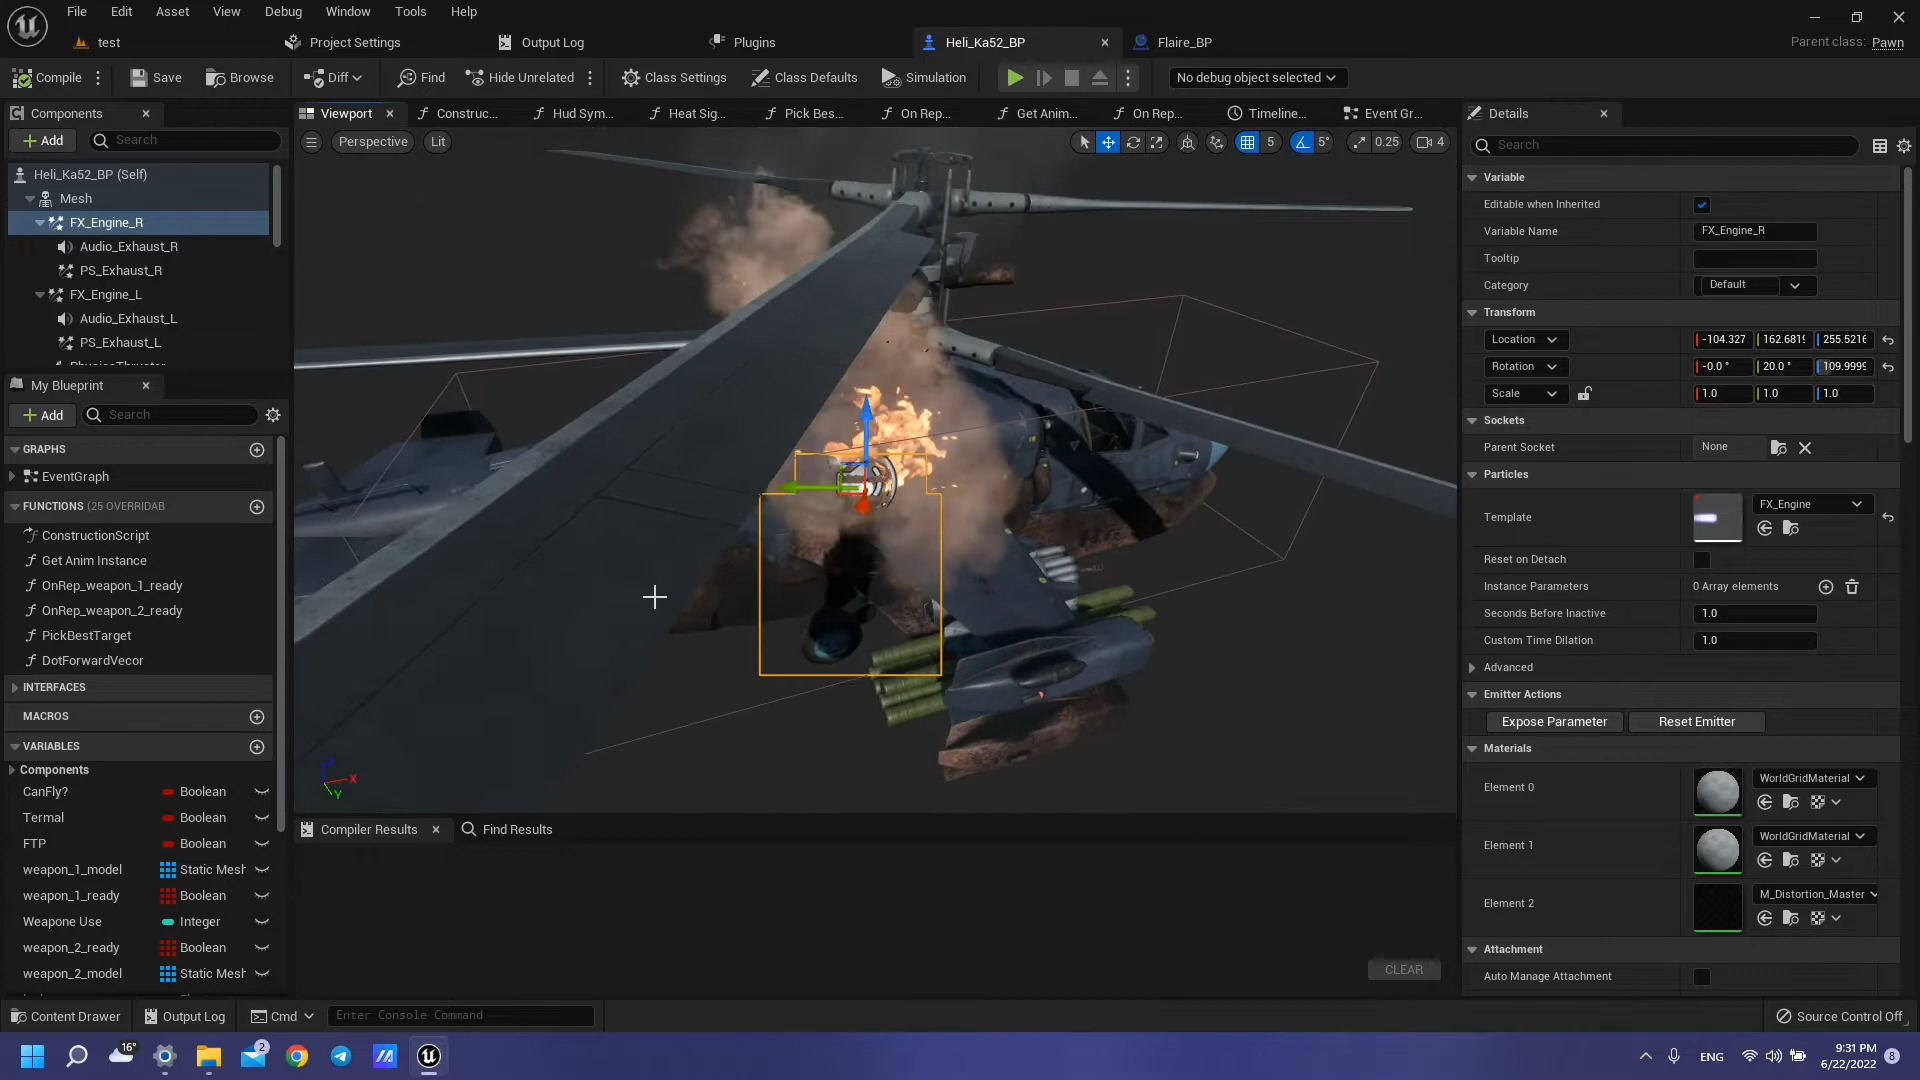 File Edit Asset View Debug Window Tools Help
test Project Settings Output Log Plugins Heli_Ka52_BP Flaire_BP Parent class: Pawn
Compile Save Browse Diff Find Hide Unrelated Class Settings Class Defaults Simulation No debug object selected
Components
Viewport Construc... Hud Sym... Heat Sig... Pick Bes... On Rep... Get Anim... On Rep... Timeline... Event Gr...
Details
Add Search
Perspective Lit 5 5° 0.25 4
Search
Heli_Ka52_BP (Self)
Mesh
FX_Engine_R
Audio_Exhaust_R
PS_Exhaust_R
FX_Engine_L
Audio_Exhaust_L
PS_Exhaust_L
My Blueprint
Add Search
GRAPHS
EventGraph
FUNCTIONS (25 OVERRIDAB
ConstructionScript
Get Anim Instance
OnRep_weapon_1_ready
OnRep_weapon_2_ready
PickBestTarget
DotForwardVecor
INTERFACES
MACROS
VARIABLES
Components
CanFly? Boolean
Termal Boolean
FTP Boolean
weapon_1_model Static Mesh
weapon_1_ready Boolean
Weapone Use Integer
weapon_2_ready Boolean
weapon_2_model Static Mesh
X
Y
Compiler Results Find Results
CLEAR
Variable
Editable when Inherited
Variable Name FX_Engine_R
Tooltip
Category Default
Transform
Location -104.327 162.6819 255.5216
Rotation -0.0 ° 20.0 ° 109.9999
Scale 1.0 1.0 1.0
Sockets
Parent Socket None
Particles
Template FX_Engine
Reset on Detach
Instance Parameters 0 Array elements
Seconds Before Inactive 1.0
Custom Time Dilation 1.0
Advanced
Emitter Actions
Expose Parameter Reset Emitter
Materials
Element 0 WorldGridMaterial
Element 1 WorldGridMaterial
Element 2 M_Distortion_Master
Attachment
Auto Manage Attachment
Content Drawer Output Log Cmd Enter Console Command Source Control Off
16° 2 ENG 9:31 PM
6/22/2022 8